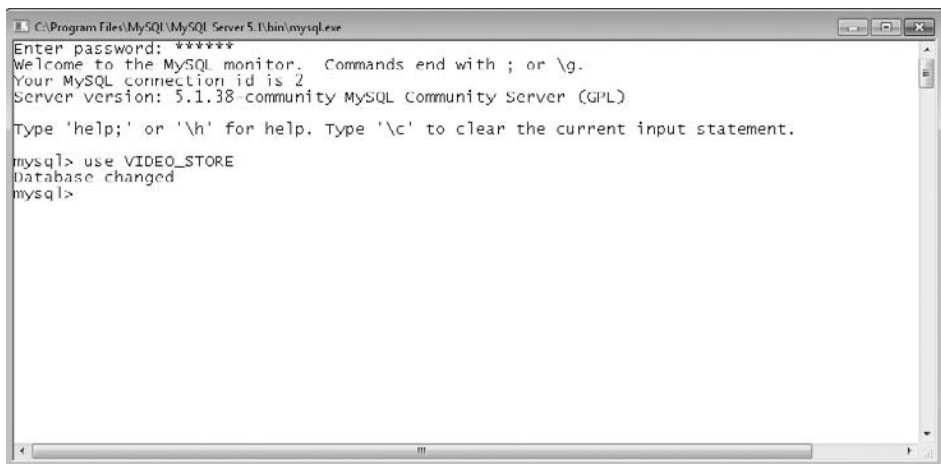 C:\Program Files\MySQL\MySQL Server 5.1\bin\mysql.exe
Enter password: ******
Welcome to the MySQL monitor.  Commands end with ; or \g.
Your MySQL connection id is 2
Server version: 5.1.38-community MySQL Community Server (GPL)
Type 'help;' or '\h' for help. Type '\c' to clear the current input statement.
mysql> use VIDEO_STORE
Database changed
mysql>